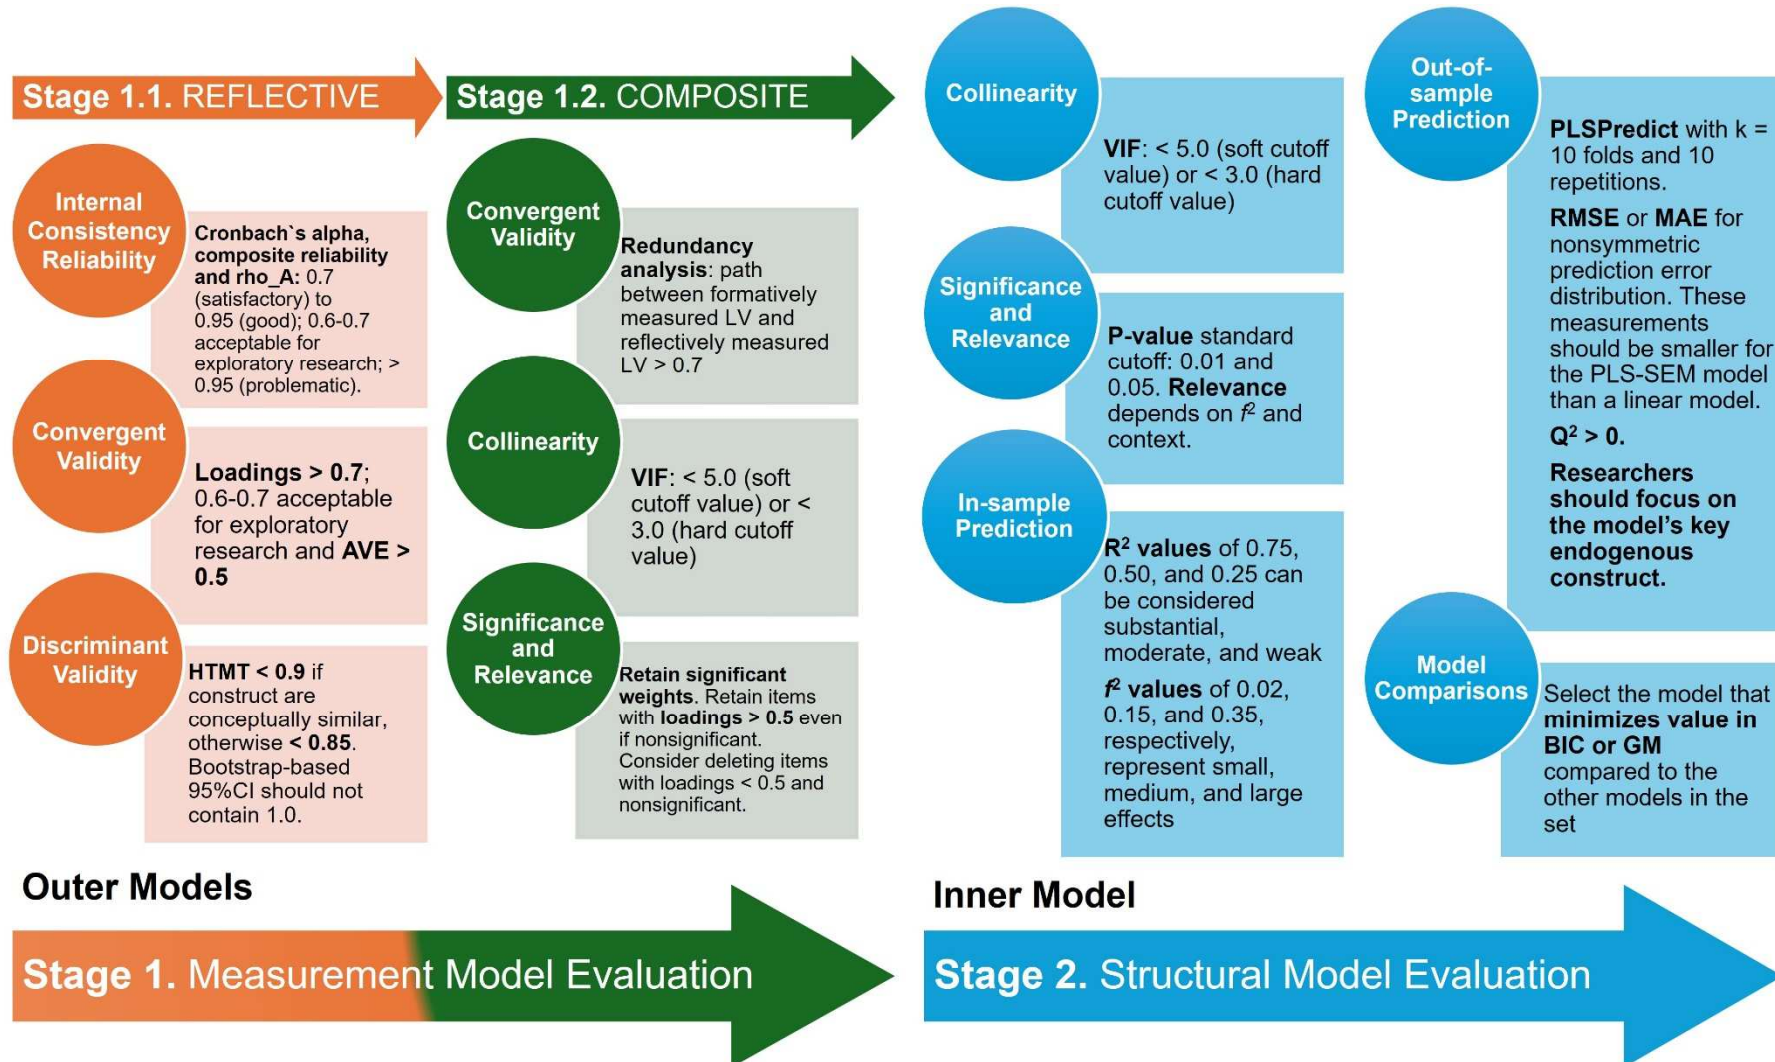 Stage 1.1. REFLECTIVE
Internal
Consistency
Reliability
Cronbach`s alpha,
composite reliability
and rho_A: 0.7
(satisfactory) to
0.95 (good); 0.6-0.7
acceptable for
exploratory research; >
0.95 (problematic).
Convergent
Validity
Loadings > 0.7;
0.6-0.7 acceptable
for exploratory
research and AVE >
0.5
Discriminant
Validity
HTMT < 0.9 if
construct are
conceptually similar,
otherwise < 0.85.
Bootstrap-based
95%CI should not
contain 1.0.
Stage 1.2. COMPOSITE
Convergent
Validity
Redundancy
analysis: path
between formatively
measured LV and
reflectively measured
LV > 0.7
Collinearity
VIF: < 5.0 (soft
cutoff value) or <
3.0 (hard cutoff
value)
Significance
and
Relevance
Retain significant
weights. Retain items
with loadings > 0.5 even
if nonsignificant.
Consider deleting items
with loadings < 0.5 and
nonsignificant.
Outer Models
Stage 1. Measurement Model Evaluation
Collinearity
VIF: < 5.0 (soft cutoff
value) or < 3.0 (hard
cutoff value)
Significance
and
Relevance
P-value standard
cutoff: 0.01 and
0.05. Relevance
depends on f² and
context.
In-sample
Prediction
R² values of 0.75,
0.50, and 0.25 can
be considered
substantial,
moderate, and weak
f² values of 0.02,
0.15, and 0.35,
respectively,
represent small,
medium, and large
effects
Out-of-
sample
Prediction
PLSPredict with k =
10 folds and 10
repetitions.
RMSE or MAE for
nonsymmetric
prediction error
distribution. These
measurements
should be smaller for
the PLS-SEM model
than a linear model.
Q² > 0.
Researchers
should focus on
the model’s key
endogenous
construct.
Model
Comparisons
Select the model that
minimizes value in
BIC or GM
compared to the
other models in the
set
Inner Model
Stage 2. Structural Model Evaluation